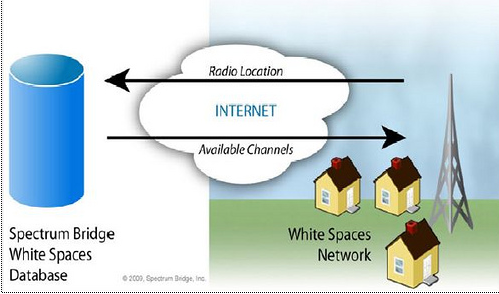 Radio Location
INTERNET
Available Channels
Spectrum Bridge
White Spaces
Database
White Spaces
Network
© 2009, Spectrum Bridge, Inc.